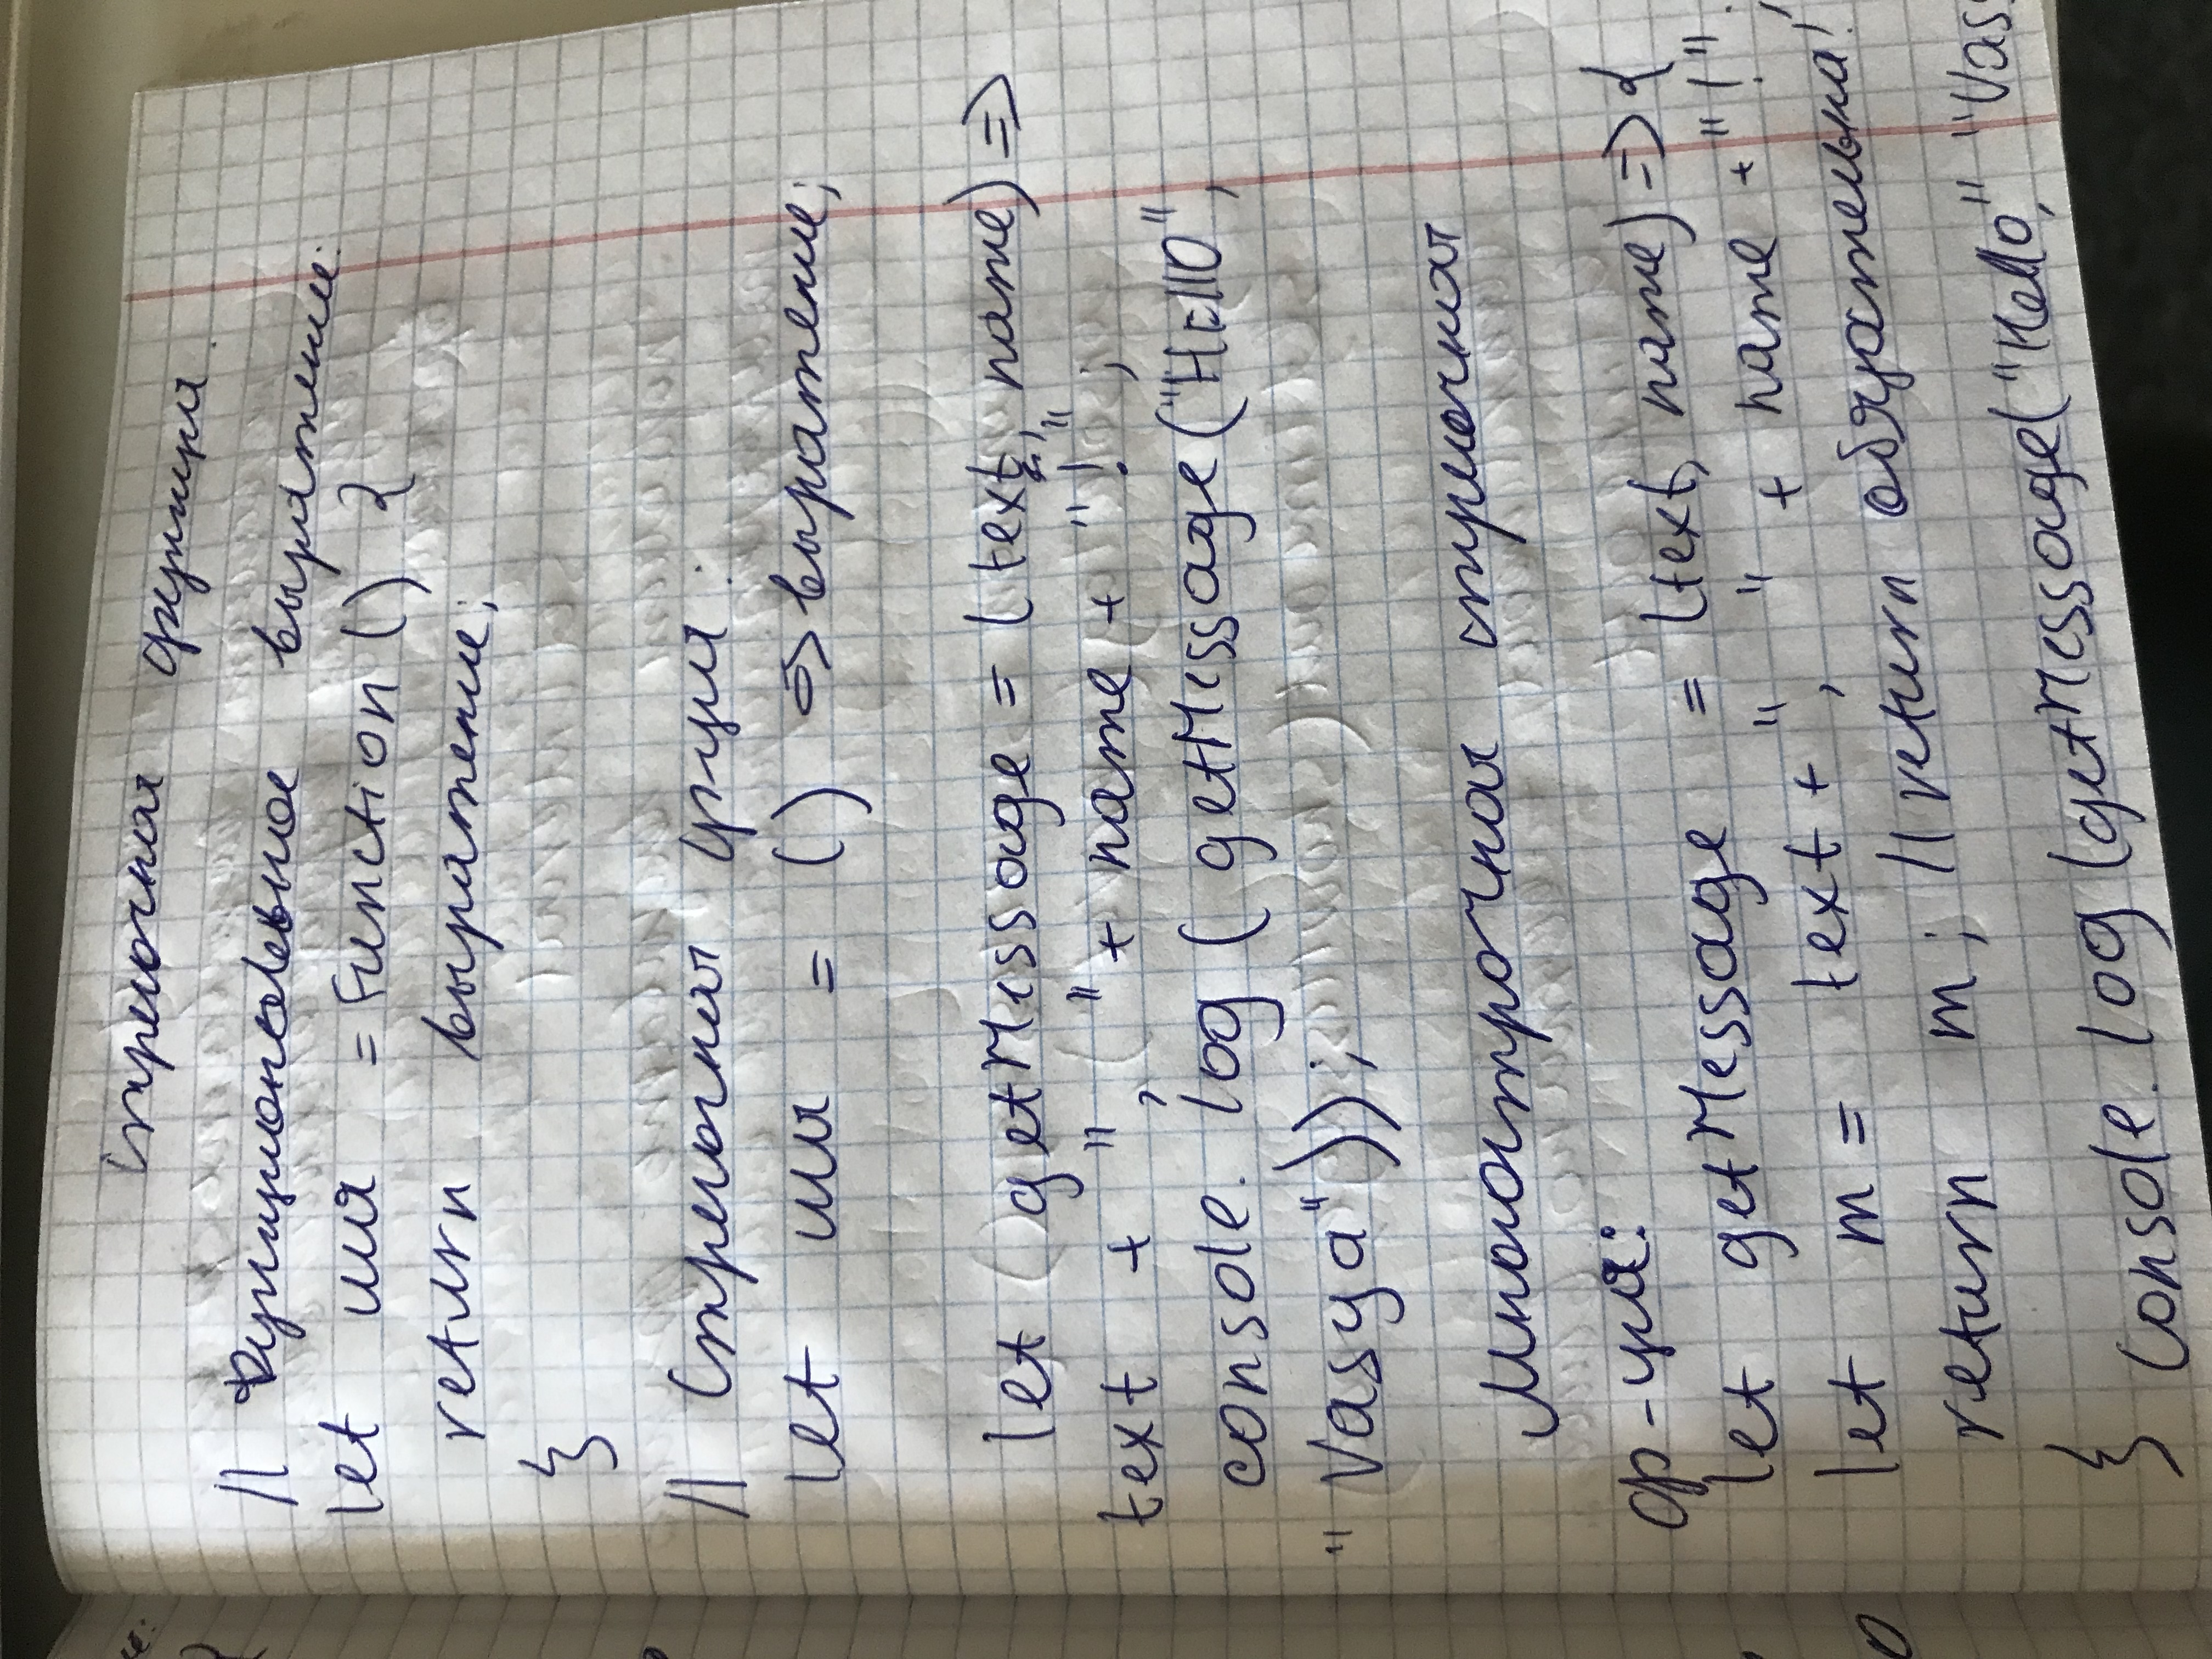 Стрелочная функция.
// Функциональное выражение:
let имя = Function () {
return выражение;
}
// Стрелочная фкция:
let имя = () => выражение;
let getMessage = (text, name) =>
text + ", " + name + "!";
console. log ( getMessage ("Hello",
"Vasya"));
Многострочная стрелочная
ф-ция:
let getMessage = (text, name) => {
let m = text + ", " + name + "!";
return m; // return обязательна!
} Console. log (getMessage("Hello," "Vas